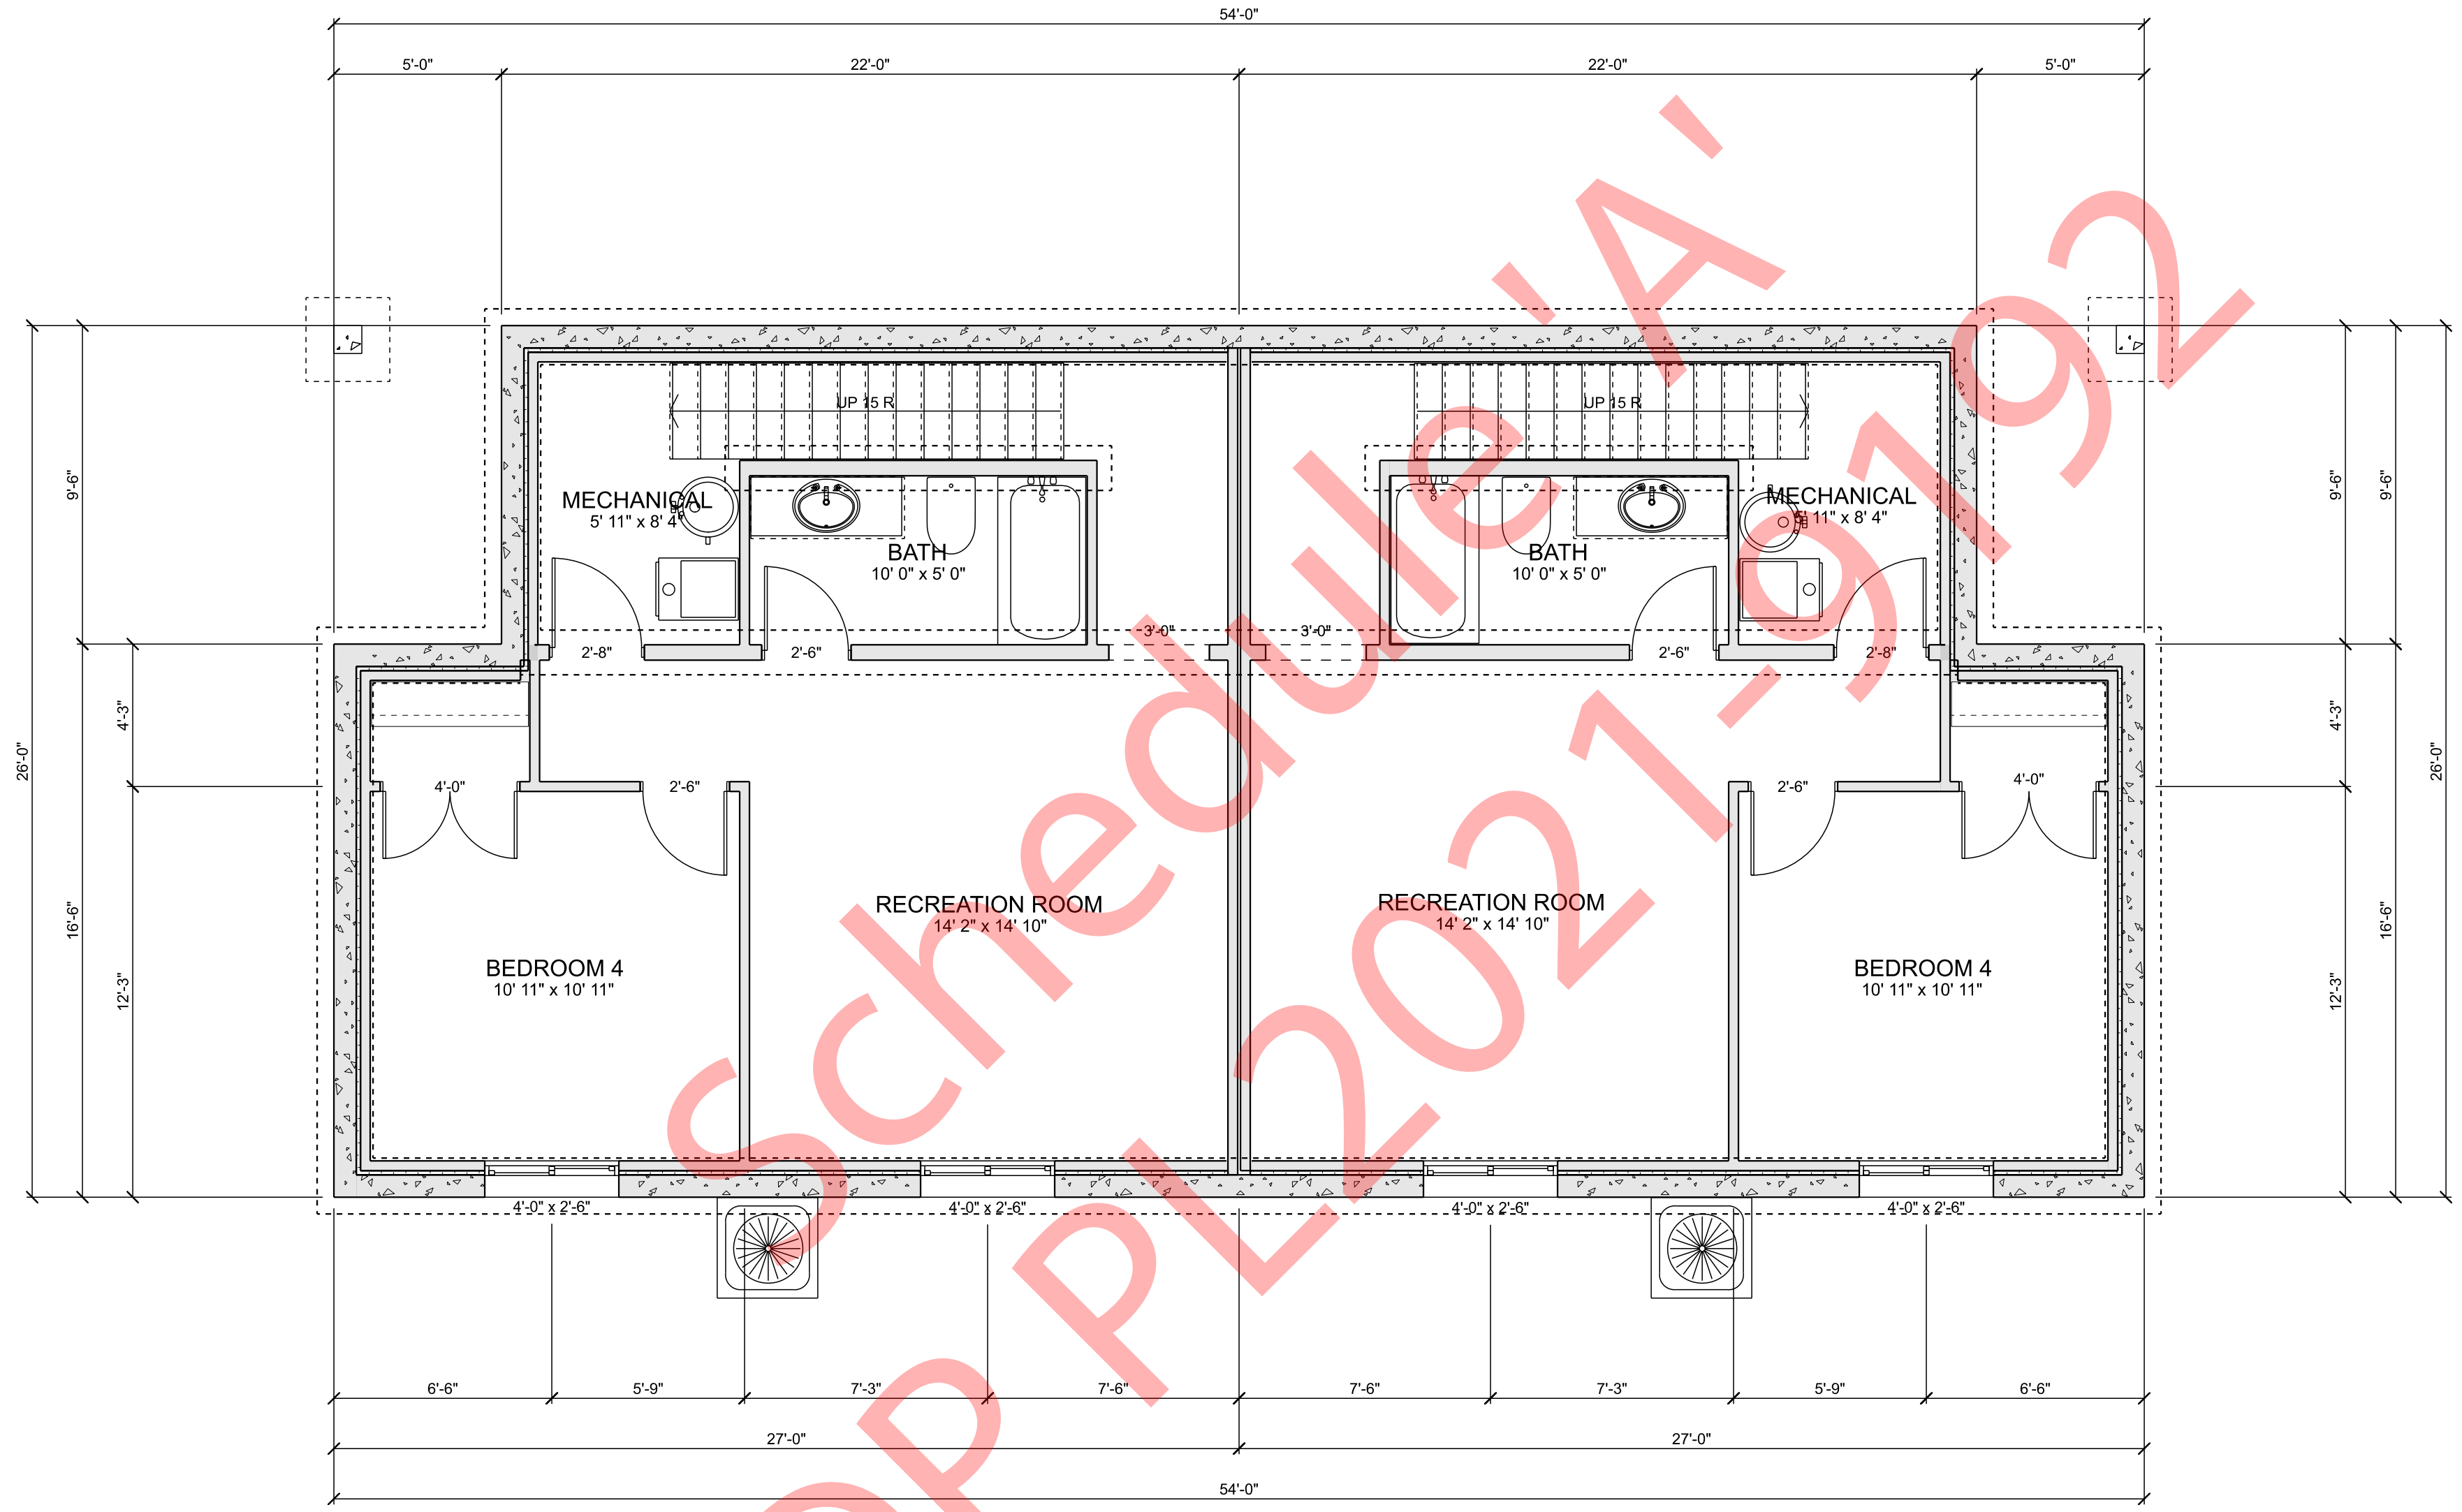 54'-0"
5'-0" 22'-0" 22'-0" 5'-0"
UP 15 R UP 15 R
9'-6" 9'-6" 9'-6"
MECHANICAL MECHANICAL
5' 11" x 8' 4" 5' 11" x 8' 4"
BATH BATH
10' 0" x 5' 0" 10' 0" x 5' 0"
3'-0" 3'-0"
2'-8" 2'-6" 2'-6" 2'-8"
4'-3" 4'-3"
26'-0" 26'-0"
4'-0" 2'-6" 2'-6" 4'-0"
RECREATION ROOM RECREATION ROOM
14' 2" x 14' 10" 14' 2" x 14' 10"
16'-6" 16'-6"
BEDROOM 4 BEDROOM 4
10' 11" x 10' 11" 10' 11" x 10' 11"
12'-3" 12'-3"
4'-0" x 2'-6" 4'-0" x 2'-6" 4'-0" x 2'-6" 4'-0" x 2'-6"
6'-6" 5'-9" 7'-3" 7'-6" 7'-6" 7'-3" 5'-9" 6'-6"
27'-0" 27'-0"
54'-0"
Schedule 'A'
P PL2021-9192